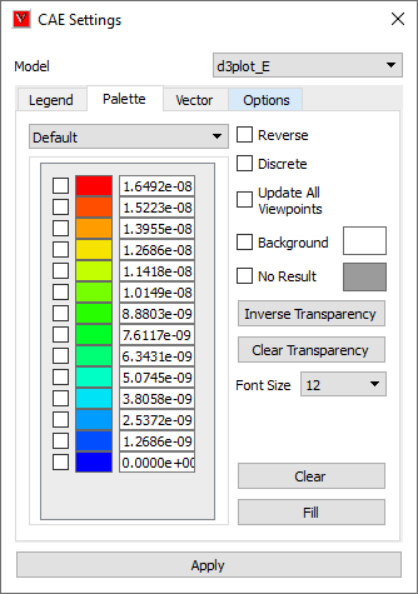 V CAE Settings
Model
d3plot_E
Legend Palette Vector Options
Default
Reverse
Discrete
Update All
Viewpoints
Background
No Result
Inverse Transparency
Clear Transparency
Font Size 12
Clear
Fill
1.6492e-08
1.5223e-08
1.3955e-08
1.2686e-08
1.1418e-08
1.0149e-08
8.8803e-09
7.6117e-09
6.3431e-09
5.0745e-09
3.8058e-09
2.5372e-09
1.2686e-09
0.0000e+00
Apply